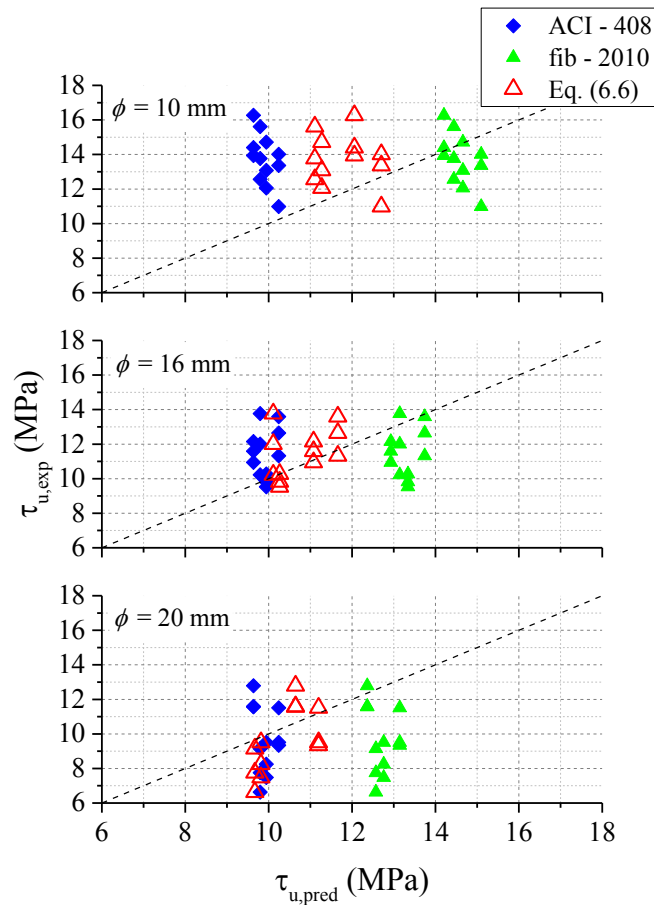 ACI - 408
fib - 2010
Eq. (6.6)
18
16
14
12
10
8
6
ϕ = 10 mm
18
16
14
12
10
8
6
ϕ = 16 mm
18
16
14
12
10
8
6
ϕ = 20 mm
6 8 10 12 14 16 18
τu,exp (MPa)
τu,pred (MPa)